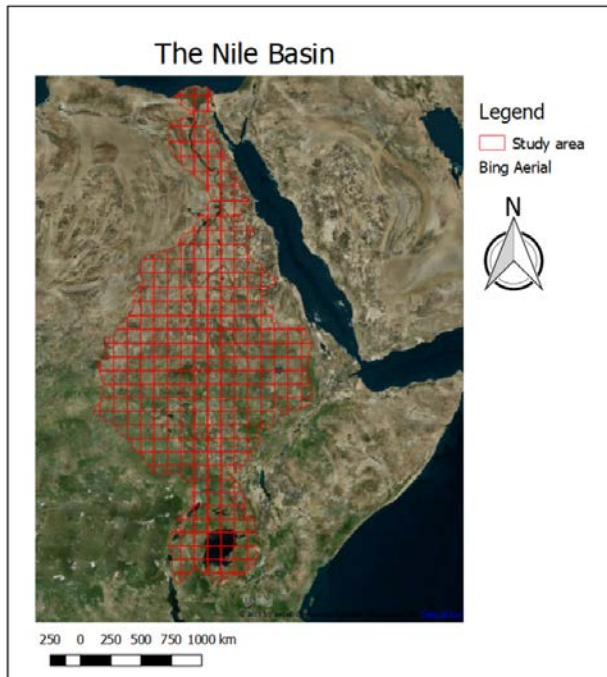 The Nile Basin
Legend
Study area
Bing Aerial
N
250 0 250 500 750 1000 km